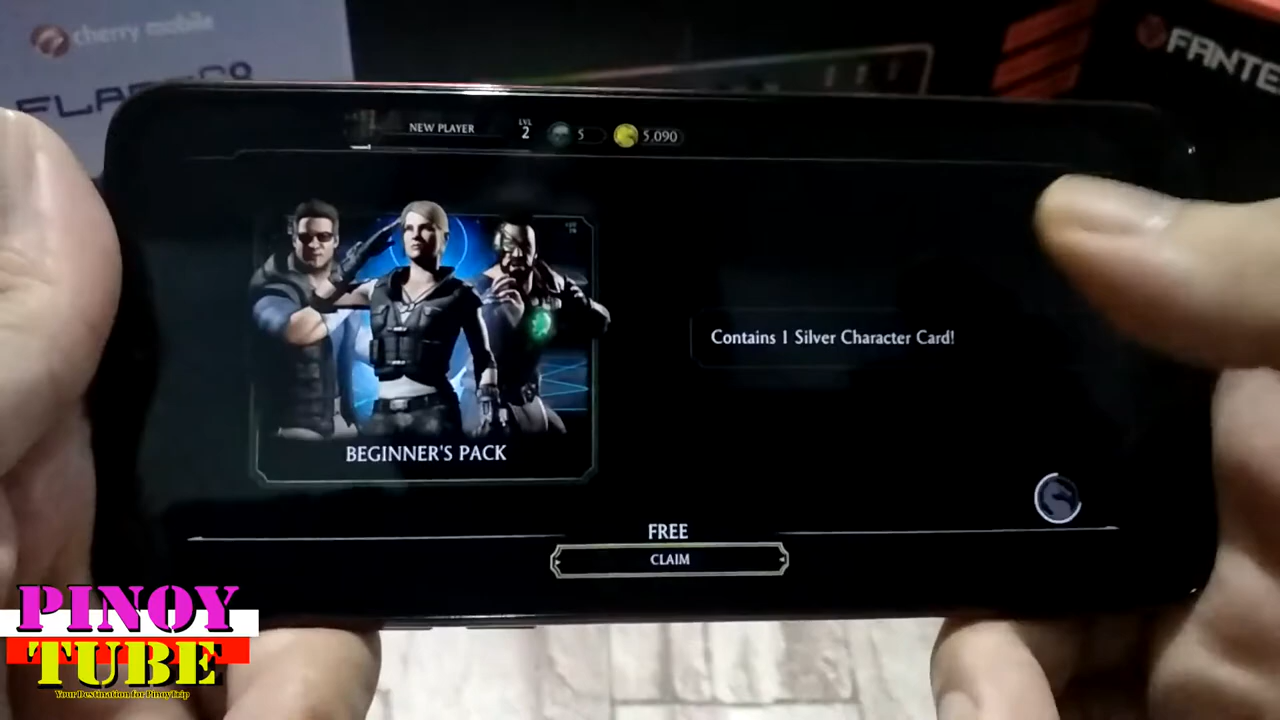 cherry mobile
NEW PLAYER
LVL
2
5
5,090
Contains 1 Silver Character Card!
BEGINNER'S PACK
FREE
CLAIM
PINOY
TUBE
Your Destination for PinoyTrip